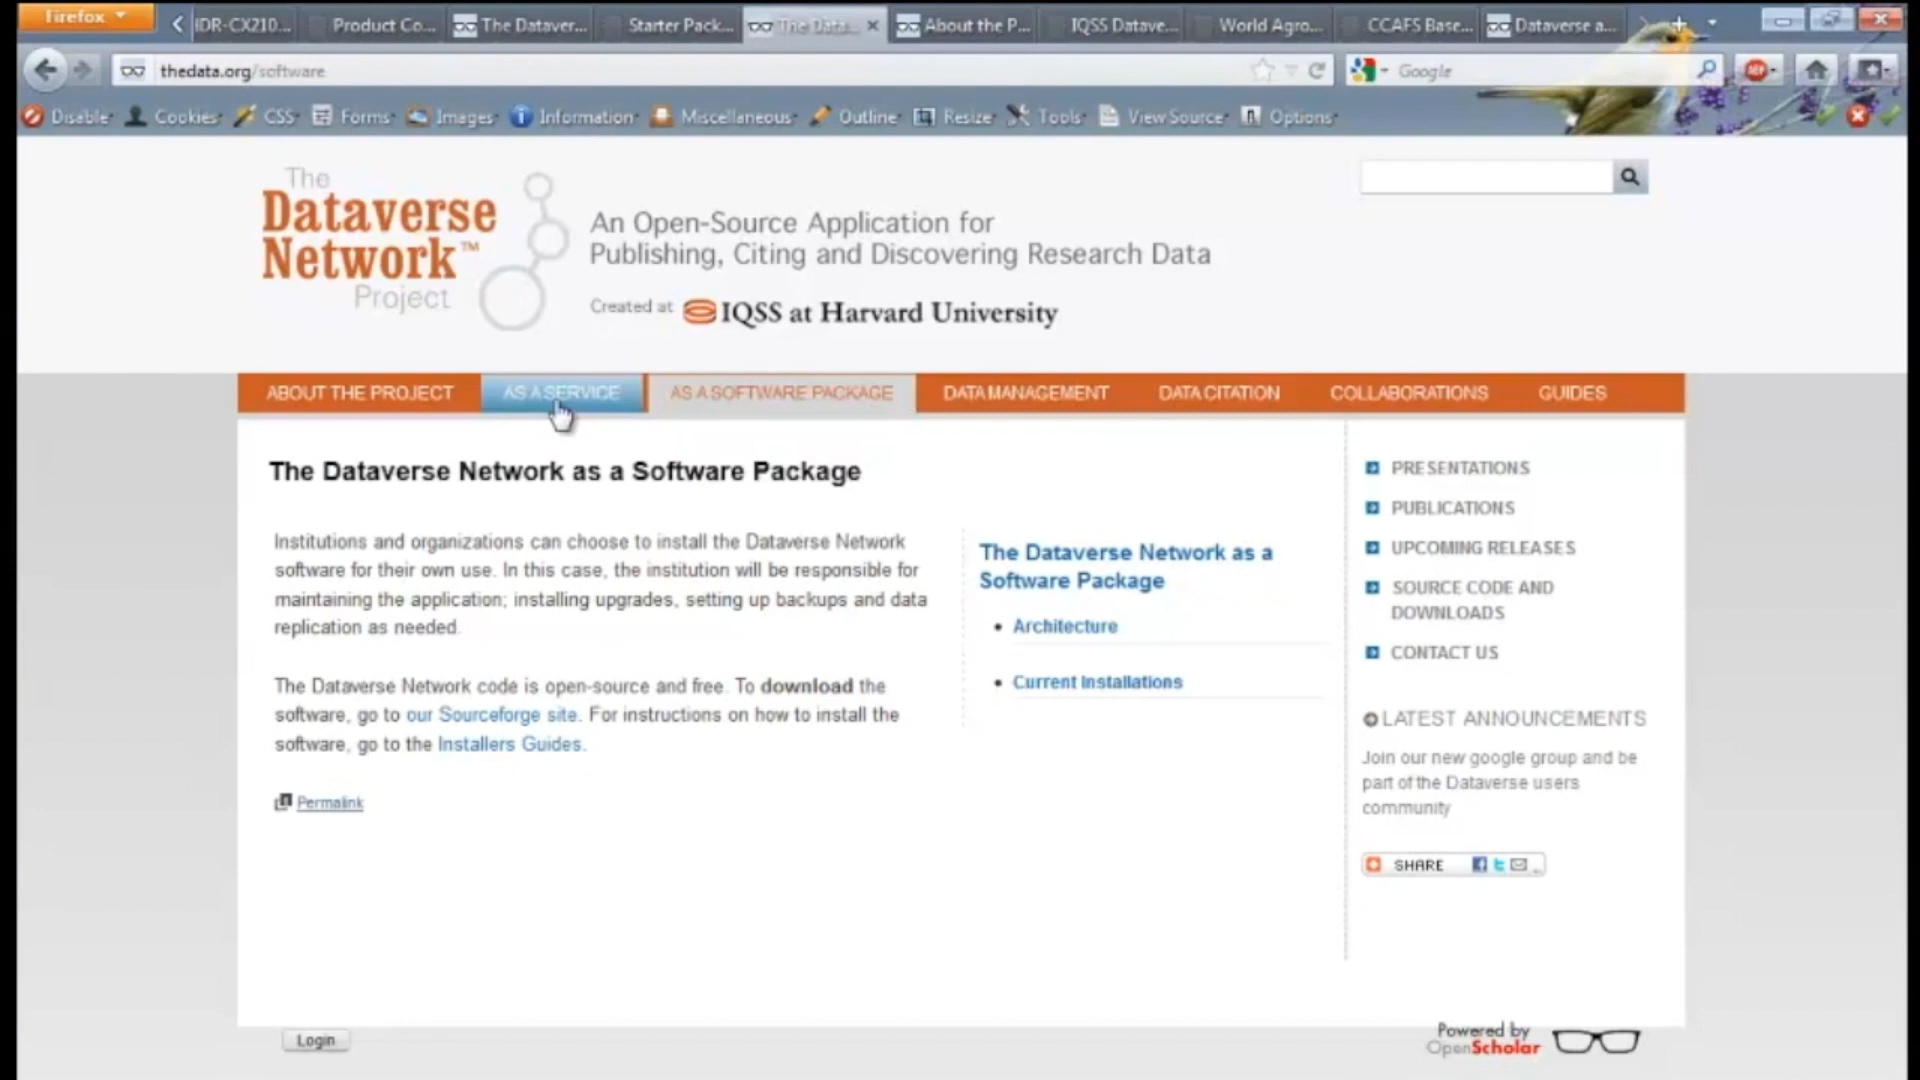 Firefox
IDR-CX210...
Product Co...
The Dataver...
Starter Pack...
The Data...
About the P...
IQSS Datave...
World Agro...
CCAFS Base...
Dataverse a...
thedata.org/software
Google
ABP
Disable
Cookies
CSS
Forms
Images
Information
Miscellaneous
Outline
Resize
Tools
View Source
Options
The
Dataverse
Network™
Project
An Open-Source Application for
Publishing, Citing and Discovering Research Data
Created at IQSS at Harvard University
ABOUT THE PROJECT
AS A SERVICE
AS A SOFTWARE PACKAGE
DATA MANAGEMENT
DATA CITATION
COLLABORATIONS
GUIDES
The Dataverse Network as a Software Package
Institutions and organizations can choose to install the Dataverse Network
software for their own use. In this case, the institution will be responsible for
maintaining the application; installing upgrades, setting up backups and data
replication as needed.
The Dataverse Network code is open-source and free. To download the
software, go to our Sourceforge site. For instructions on how to install the
software, go to the Installers Guides.
Permalink
The Dataverse Network as a
Software Package
• Architecture
• Current Installations
PRESENTATIONS
PUBLICATIONS
UPCOMING RELEASES
SOURCE CODE AND
DOWNLOADS
CONTACT US
LATEST ANNOUNCEMENTS
Join our new google group and be
part of the Dataverse users
community
SHARE
Login
Powered by
OpenScholar